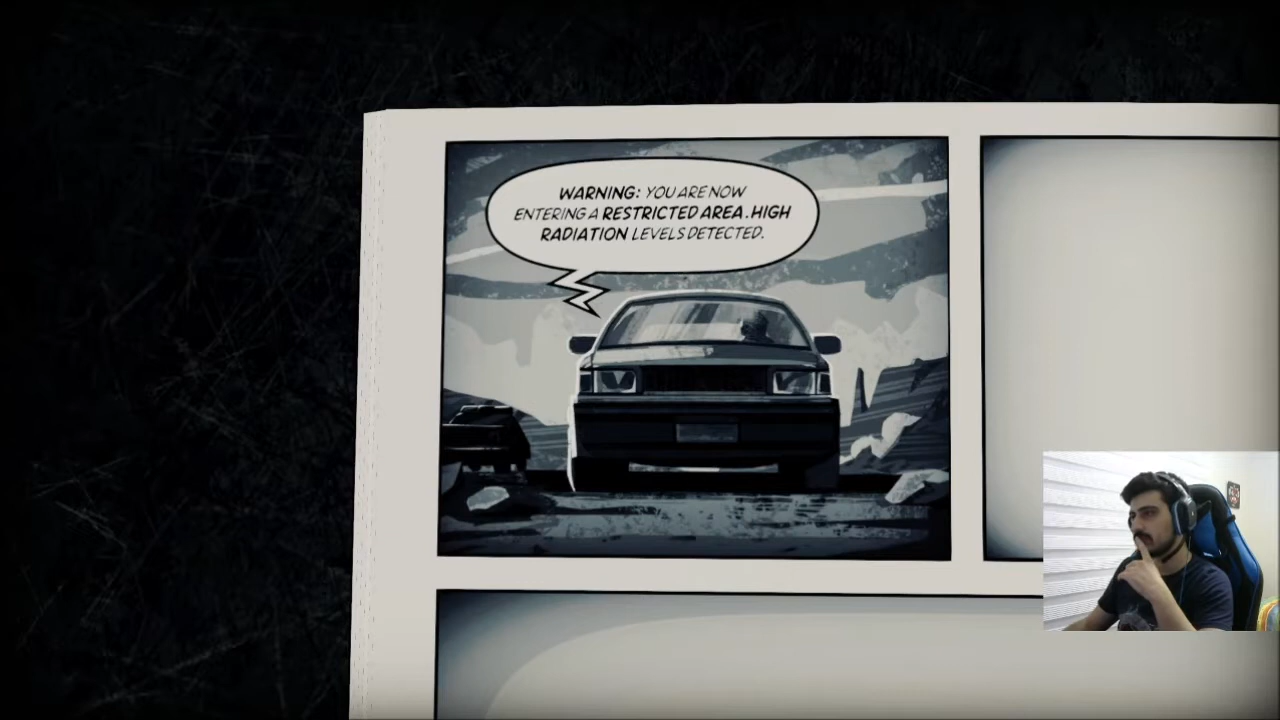 WARNING: YOU ARE NOW
ENTERING A RESTRICTED AREA. HIGH
RADIATION LEVELS DETECTED.